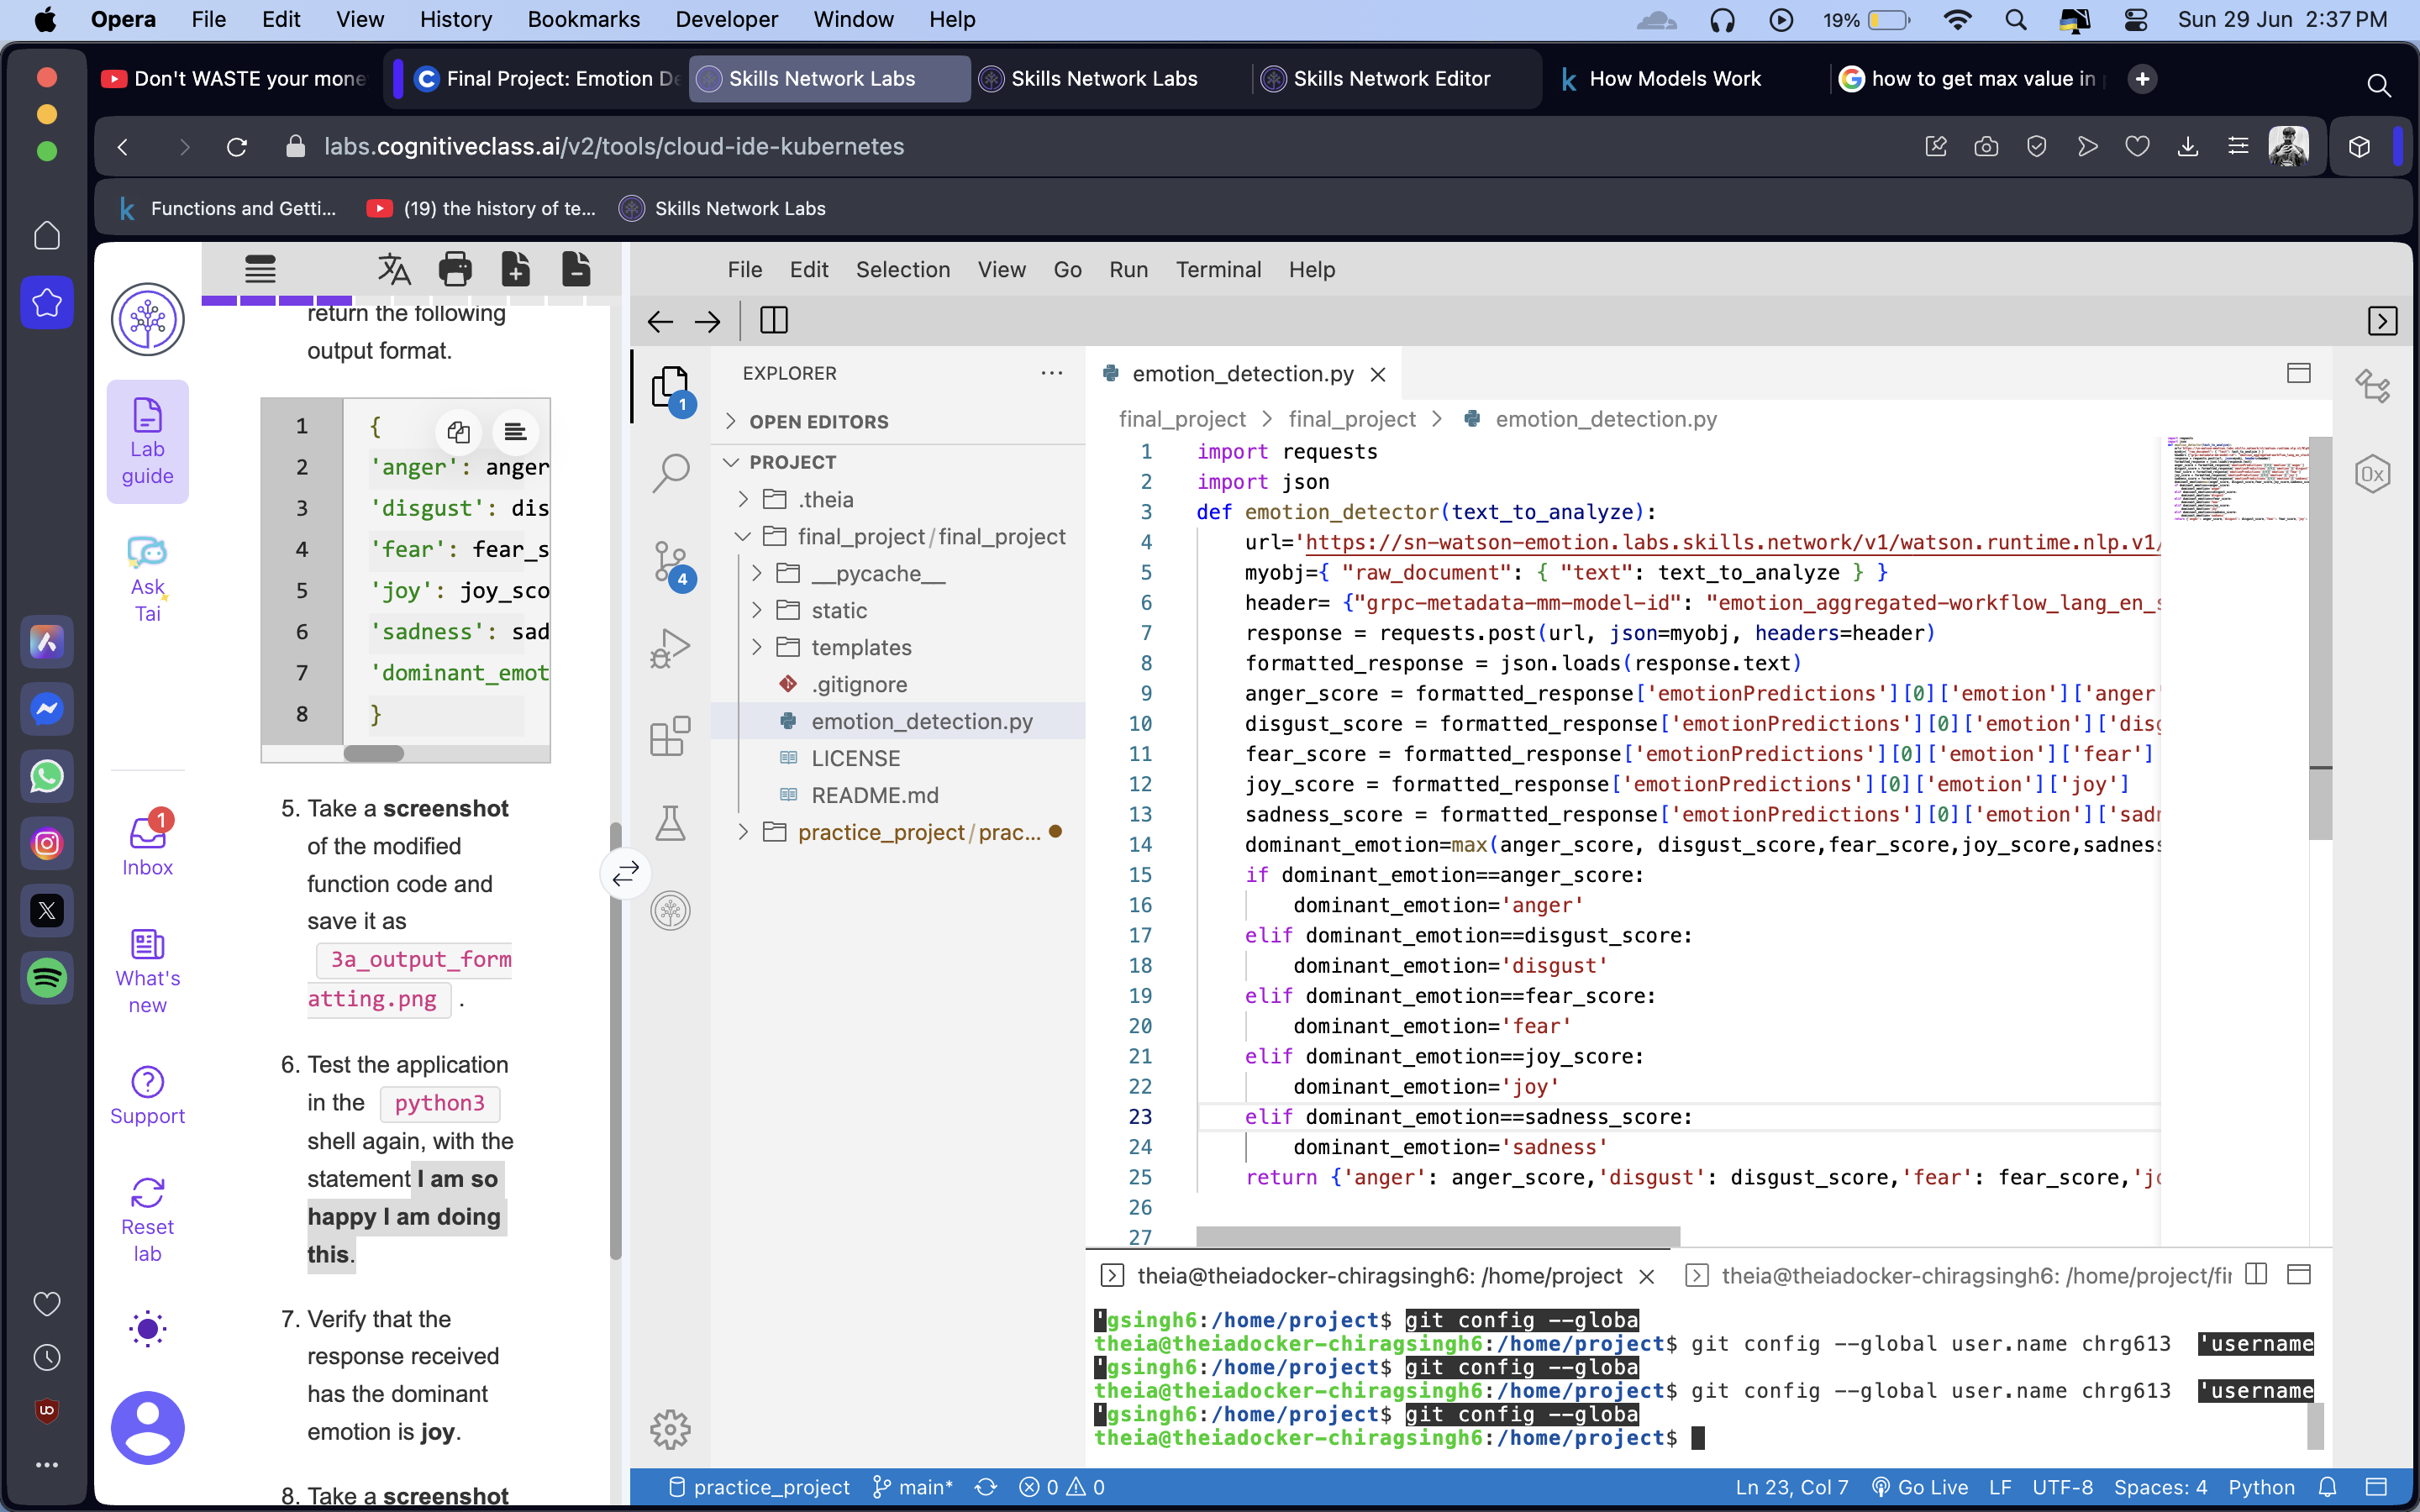 Opera File Edit View History Bookmarks Developer Window Help 19% Sun 29 Jun 2:37 PM
Don't WASTE your mone
Final Project: Emotion De
Skills Network Labs
Skills Network Labs
Skills Network Editor
How Models Work
how to get max value in
labs.cognitiveclass.ai/v2/tools/cloud-ide-kubernetes
Functions and Getti...
(19) the history of te...
Skills Network Labs
Lab
guide
Ask
Tai
1
Inbox
What's
new
Support
Reset
lab
return the following
output format.
1 {
2 'anger': anger
3 'disgust': dis
4 'fear': fear_s
5 'joy': joy_sco
6 'sadness': sad
7 'dominant_emot
8 }
5. Take a screenshot
of the modified
function code and
save it as
3a_output_form
atting.png .
6. Test the application
in the python3
shell again, with the
statement I am so
happy I am doing
this.
7. Verify that the
response received
has the dominant
emotion is joy.
8. Take a screenshot
File Edit Selection View Go Run Terminal Help
1
4
EXPLORER
OPEN EDITORS
PROJECT
.theia
final_project/final_project
__pycache__
static
templates
.gitignore
emotion_detection.py
LICENSE
README.md
practice_project/prac...
emotion_detection.py
final_project > final_project > emotion_detection.py
1 import requests
2 import json
3 def emotion_detector(text_to_analyze):
4 url='https://sn-watson-emotion.labs.skills.network/v1/watson.runtime.nlp.v1/
5 myobj={ "raw_document": { "text": text_to_analyze } }
6 header= {"grpc-metadata-mm-model-id": "emotion_aggregated-workflow_lang_en_s
7 response = requests.post(url, json=myobj, headers=header)
8 formatted_response = json.loads(response.text)
9 anger_score = formatted_response['emotionPredictions'][0]['emotion']['anger'
10 disgust_score = formatted_response['emotionPredictions'][0]['emotion']['disg
11 fear_score = formatted_response['emotionPredictions'][0]['emotion']['fear']
12 joy_score = formatted_response['emotionPredictions'][0]['emotion']['joy']
13 sadness_score = formatted_response['emotionPredictions'][0]['emotion']['sadn
14 dominant_emotion=max(anger_score, disgust_score,fear_score,joy_score,sadness
15 if dominant_emotion==anger_score:
16 dominant_emotion='anger'
17 elif dominant_emotion==disgust_score:
18 dominant_emotion='disgust'
19 elif dominant_emotion==fear_score:
20 dominant_emotion='fear'
21 elif dominant_emotion==joy_score:
22 dominant_emotion='joy'
23 elif dominant_emotion==sadness_score:
24 dominant_emotion='sadness'
25 return {'anger': anger_score,'disgust': disgust_score,'fear': fear_score,'jo
26
27
0x
theia@theiadocker-chiragsingh6: /home/project
theia@theiadocker-chiragsingh6: /home/project/fir
'gsingh6:/home/project$ git config --globa
theia@theiadocker-chiragsingh6:/home/project$ git config --global user.name chrg613 'username
'gsingh6:/home/project$ git config --globa
theia@theiadocker-chiragsingh6:/home/project$ git config --global user.name chrg613 'username
'gsingh6:/home/project$ git config --globa
theia@theiadocker-chiragsingh6:/home/project$
practice_project main* 0 0 Ln 23, Col 7 Go Live LF UTF-8 Spaces: 4 Python